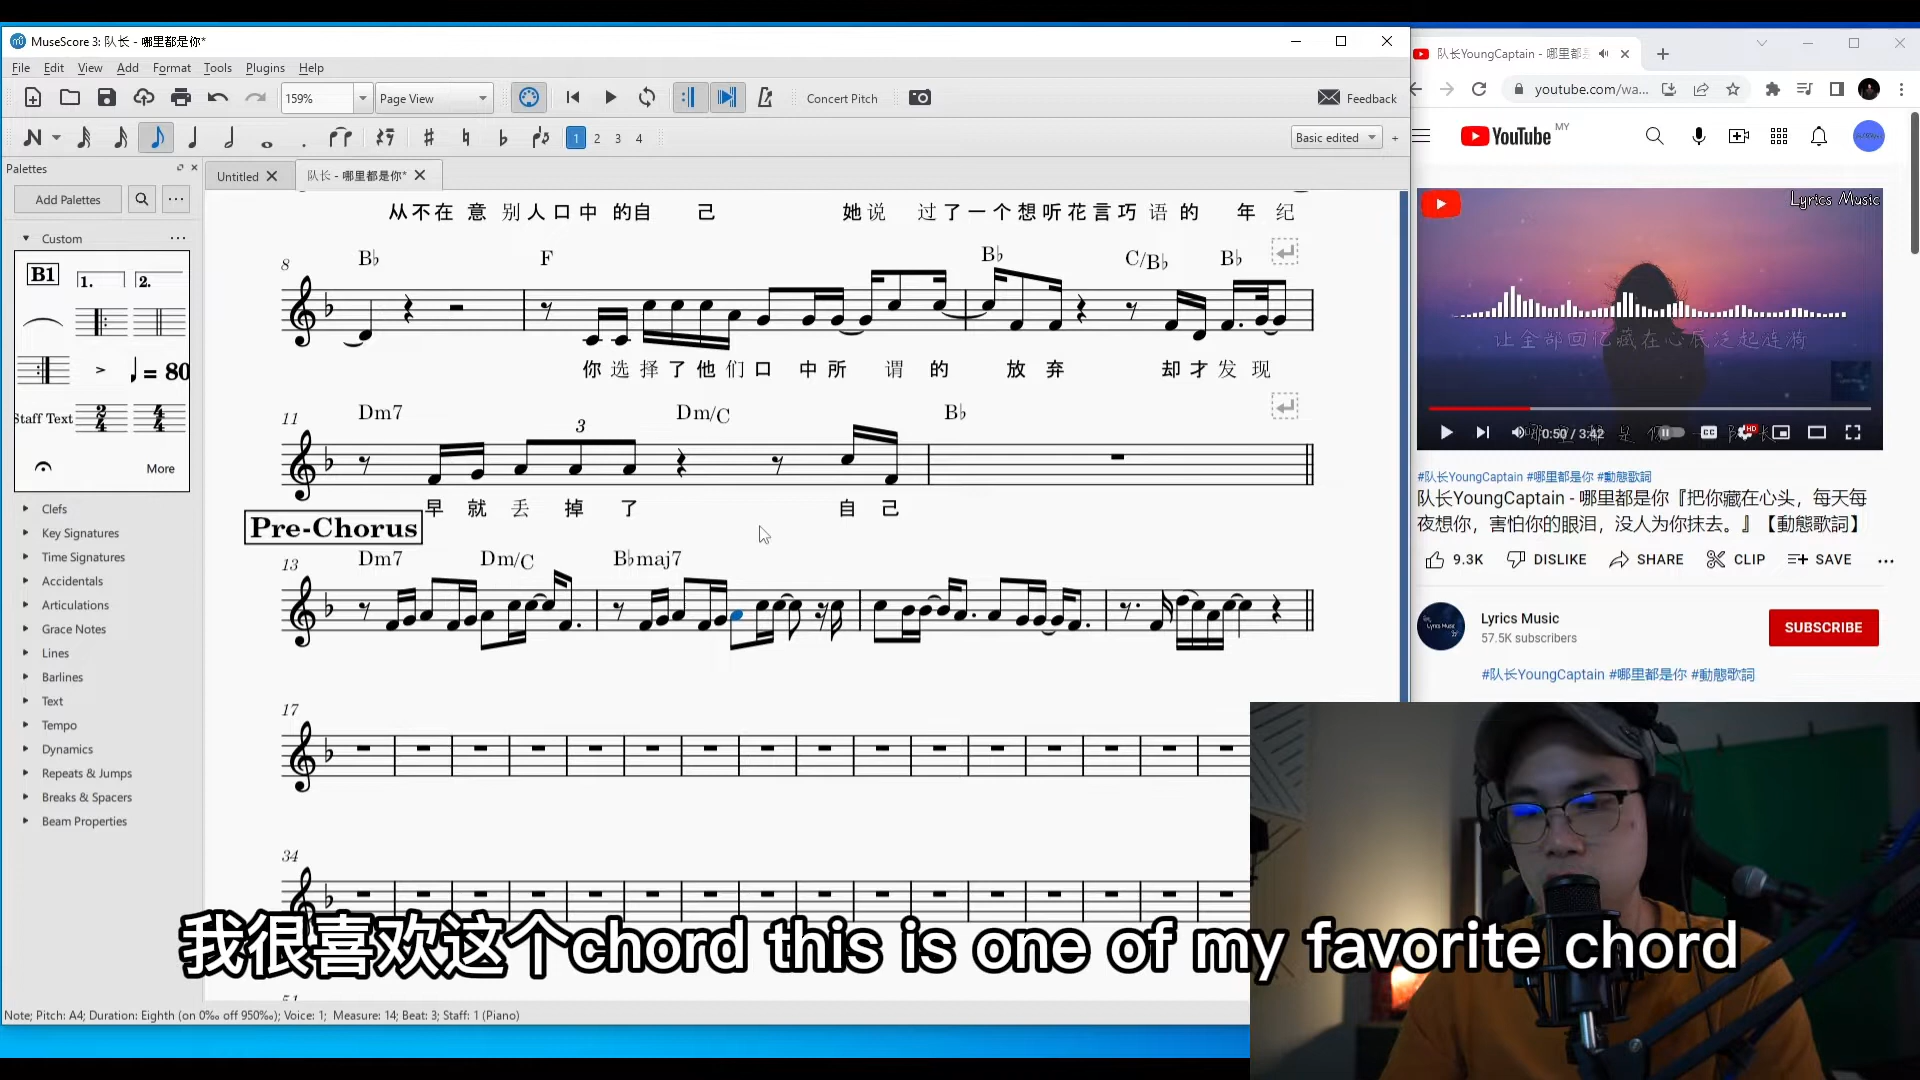 MuseScore 3: 队长 - 哪里都是你*
File Edit View Add Format Tools Plugins Help
159% Page View Concert Pitch Feedback
1 2 3 4 Basic edited +
Palettes
Untitled 队长 - 哪里都是你*
Add Palettes ...
Custom ...
B1 1. 2.
= 80
Staff Text 2/4 4/4
More
Clefs
Key Signatures
Time Signatures
Accidentals
Articulations
Grace Notes
Lines
Barlines
Text
Tempo
Dynamics
Repeats & Jumps
Breaks & Spacers
Beam Properties
从不在 意 别人口中 的自 己 她说 过了一个想听花言巧 语的 年 纪
8 B♭ F B♭ C/B♭ B♭
你选择了他们口 中所 谓 的 放弃 却才发现
11 Dm7 3 Dm/C B♭
早 就 丢 掉 了 自 己
Pre-Chorus
13 Dm7 Dm/C B♭maj7
17
34
51
Note; Pitch: A4; Duration: Eighth (on 0‰ off 950‰); Voice: 1; Measure: 14; Beat: 3; Staff: 1 (Piano)
队长YoungCaptain - 哪里都是
youtube.com/wa...
YouTube MY
Lyrics Music
让全部回忆藏在心底泛起涟漪
0:50 / 3:42
CC HD
#队长YoungCaptain #哪里都是你 #動態歌詞
队长YoungCaptain - 哪里都是你『把你藏在心头，每天每
夜想你，害怕你的眼泪，没人为你抹去。』【動態歌詞】
9.3K DISLIKE SHARE CLIP SAVE ...
Lyrics Music
57.5K subscribers
SUBSCRIBE
#队长YoungCaptain #哪里都是你 #動態歌詞
我很喜欢这个chord this is one of my favorite chord